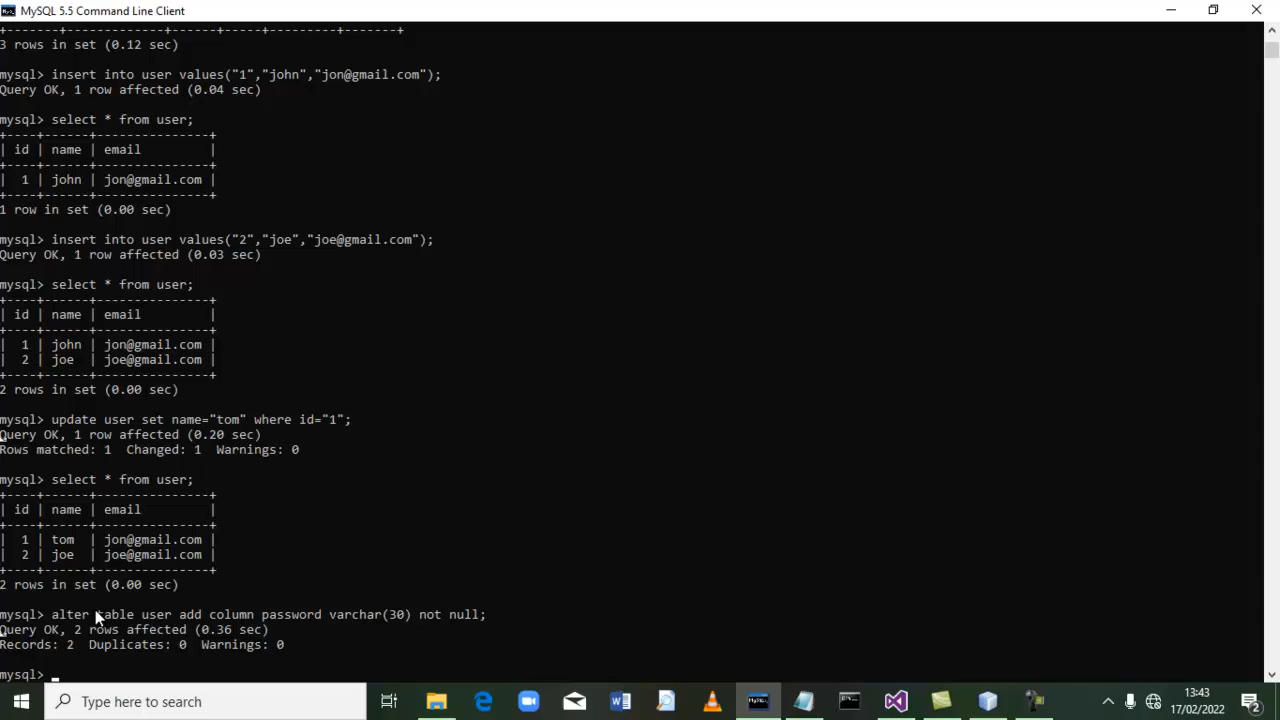 MySQL 5.5 Command Line Client
+-------+-------------+------+-----+---------+-------+
3 rows in set (0.12 sec)
mysql> insert into user values("1","john","jon@gmail.com");
Query OK, 1 row affected (0.04 sec)
mysql> select * from user;
+----+------+---------------+
| id | name | email         |
+----+------+---------------+
|  1 | john | jon@gmail.com |
+----+------+---------------+
1 row in set (0.00 sec)
mysql> insert into user values("2","joe","joe@gmail.com");
Query OK, 1 row affected (0.03 sec)
mysql> select * from user;
+----+------+---------------+
| id | name | email         |
+----+------+---------------+
|  1 | john | jon@gmail.com |
|  2 | joe  | joe@gmail.com |
+----+------+---------------+
2 rows in set (0.00 sec)
mysql> update user set name="tom" where id="1";
Query OK, 1 row affected (0.20 sec)
Rows matched: 1  Changed: 1  Warnings: 0
mysql> select * from user;
+----+------+---------------+
| id | name | email         |
+----+------+---------------+
|  1 | tom  | jon@gmail.com |
|  2 | joe  | joe@gmail.com |
+----+------+---------------+
2 rows in set (0.00 sec)
mysql> alter table user add column password varchar(30) not null;
Query OK, 2 rows affected (0.36 sec)
Records: 2  Duplicates: 0  Warnings: 0
mysql>
Type here to search
13:43
17/02/2022
2